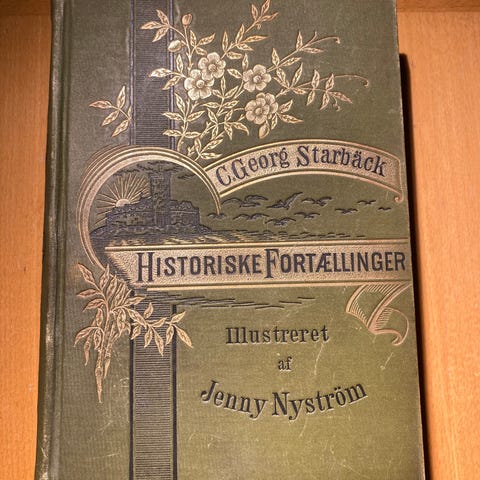 C. Georg Starbäck
HISTORISKE FORTÆLLINGER
Illustreret
af
Jenny Nyström